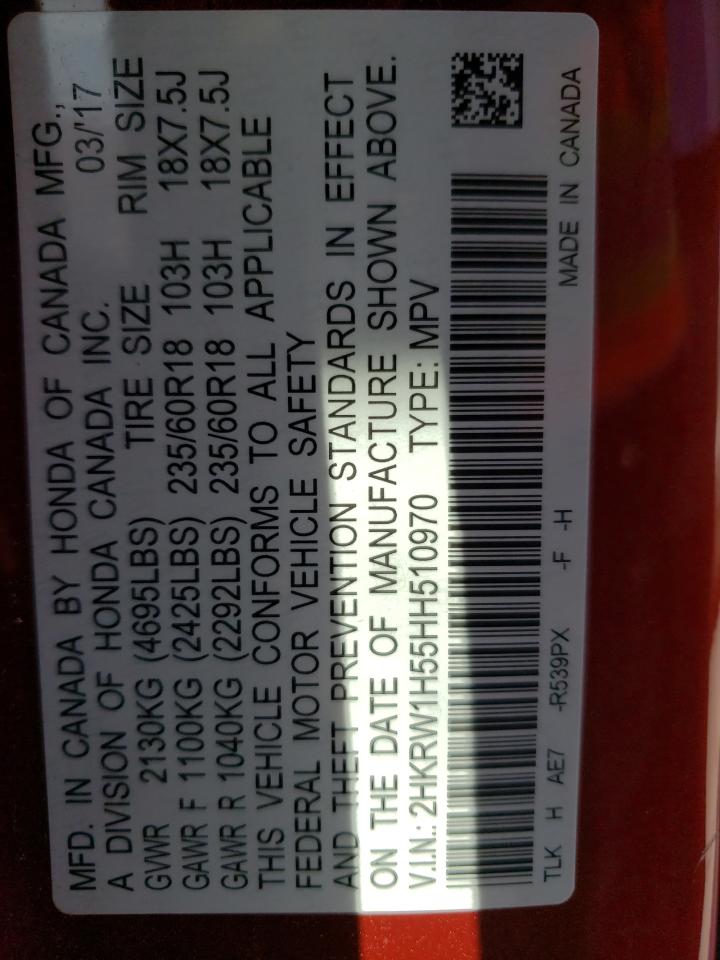 MFD. IN CANADA BY HONDA OF CANADA MFG.,
A DIVISION OF HONDA CANADA INC. 03/'17
GVWR 2130KG (4695LBS) TIRE SIZE RIM SIZE
GAWR F 1100KG (2425LBS) 235/60R18 103H 18X7.5J
GAWR R 1040KG (2292LBS) 235/60R18 103H 18X7.5J
THIS VEHICLE CONFORMS TO ALL APPLICABLE
FEDERAL MOTOR VEHICLE SAFETY
AND THEFT PREVENTION STANDARDS IN EFFECT
ON THE DATE OF MANUFACTURE SHOWN ABOVE.
V.I.N.: 2HKRW1H55HH510970 TYPE: MPV
TLK H AE7 -R539PX -F -H MADE IN CANADA